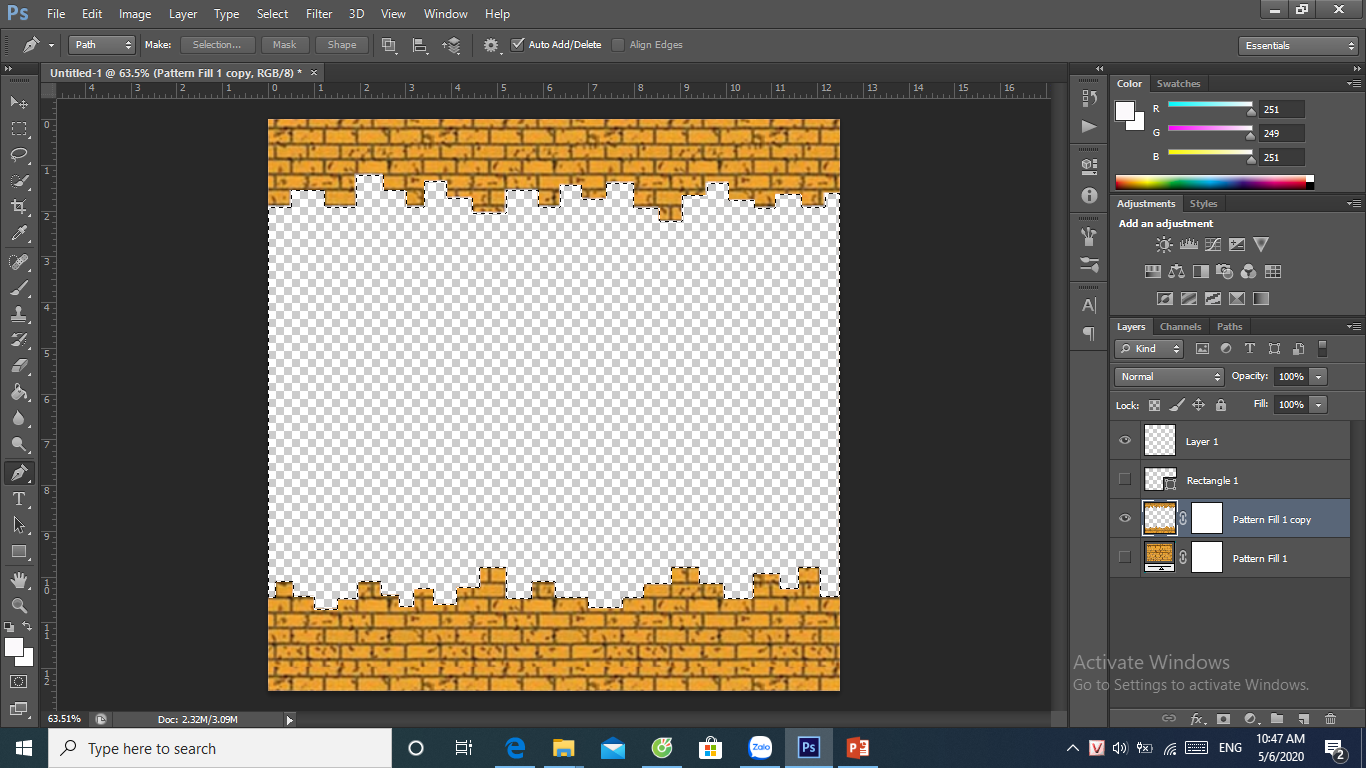 Ps File Edit Image Layer Type Select Filter 3D View Window Help
Path Make: Selection... Mask Shape Auto Add/Delete Align Edges Essentials
Untitled-1 @ 63.5% (Pattern Fill 1 copy, RGB/8) * ×
4 3 2 1 0 1 2 3 4 5 6 7 8 9 10 11 12 13 14 15 16
0
1
2
3
4
5
6
7
8
9
10
11
12
Color Swatches
R 251
G 249
B 251
Adjustments Styles
Add an adjustment
Layers Channels Paths
Kind
Normal Opacity: 100%
Lock: Fill: 100%
Layer 1
Rectangle 1
Pattern Fill 1 copy
Pattern Fill 1
Activate Windows
Go to Settings to activate Windows.
63.51% Doc: 2.32M/3.09M
Type here to search
Zalo
Ps
ENG
10:47 AM
5/6/2020
2